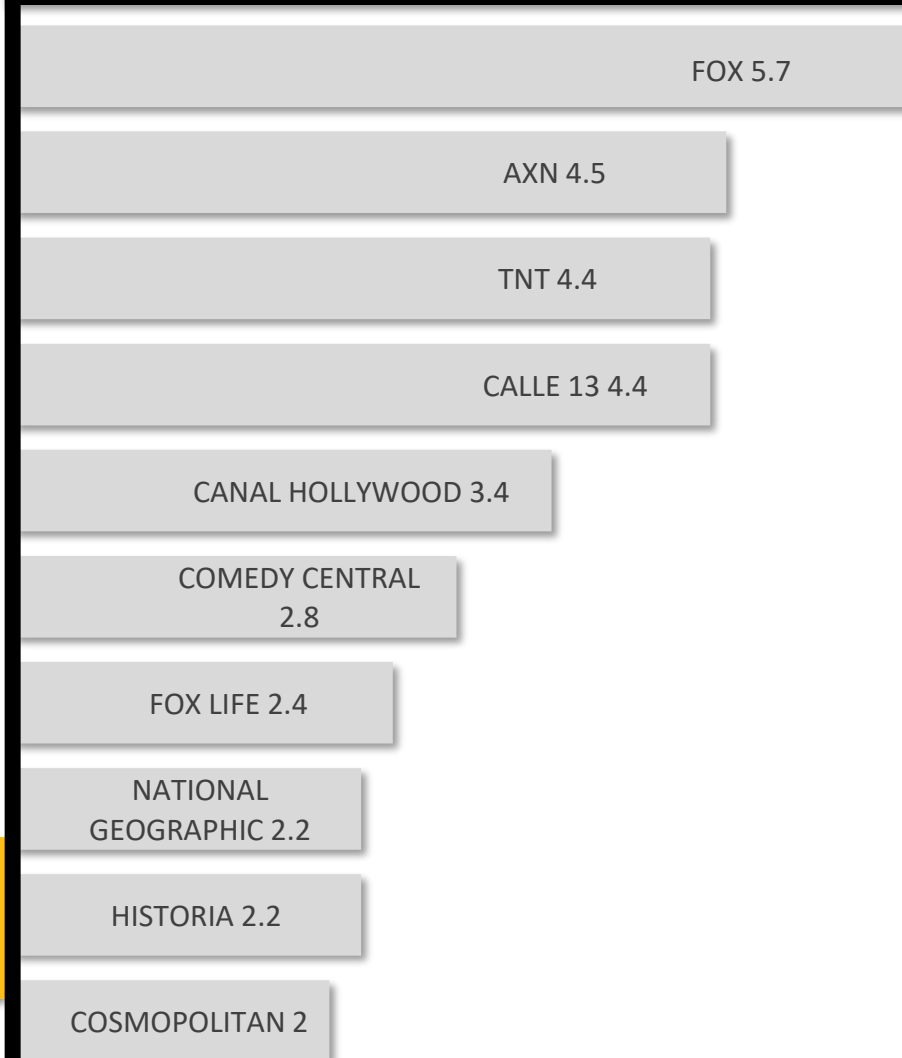 FOX 5.7
AXN 4.5
TNT 4.4
CALLE 13 4.4
CANAL HOLLYWOOD 3.4
COMEDY CENTRAL
2.8
FOX LIFE 2.4
NATIONAL
GEOGRAPHIC 2.2
HISTORIA 2.2
COSMOPOLITAN 2